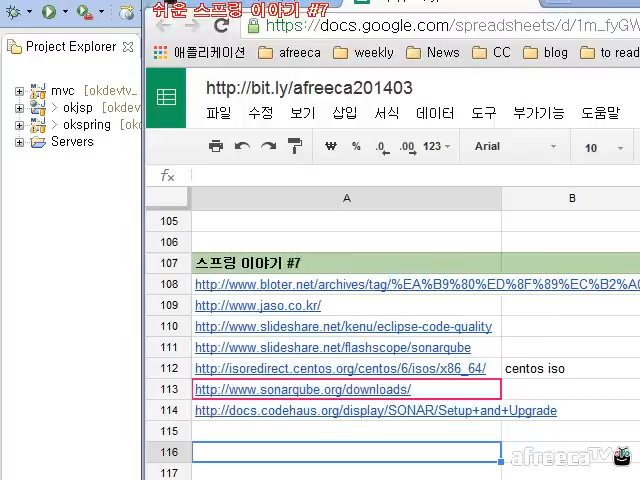 쉬운 스프링 이야기 #7
https://docs.google.com/spreadsheets/d/1m_fyGW
애플리케이션 afreeca weekly News CC blog to read
Project Explorer
mvc [okdevtv_
> okjsp [okdev
> okspring [ok
Servers
http://bit.ly/afreeca201403
파일 수정 보기 삽입 서식 데이터 도구 부가기능 도움말
₩ % .0 .00 123 Arial 10
fx
A B
105
106
107 스프링 이야기 #7
108 http://www.bloter.net/archives/tag/%EA%B9%80%ED%8F%89%EC%B2%A0
109 http://www.jaso.co.kr/
110 http://www.slideshare.net/kenu/eclipse-code-quality
111 http://www.slideshare.net/flashscope/sonarqube
112 http://isoredirect.centos.org/centos/6/isos/x86_64/ centos iso
113 http://www.sonarqube.org/downloads/
114 http://docs.codehaus.org/display/SONAR/Setup+and+Upgrade
115
116
117
afreecaTV